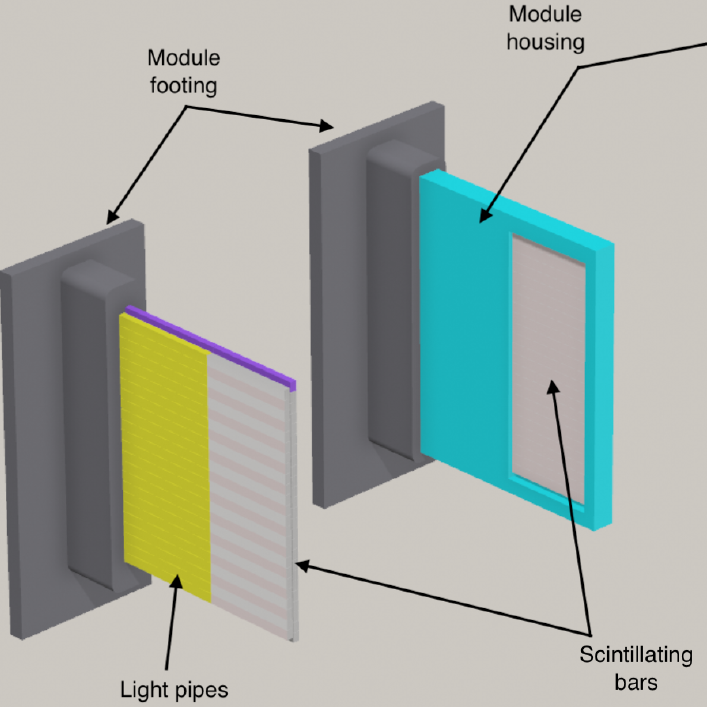 Module
housing
Module
footing
Scintillating
bars
Light pipes